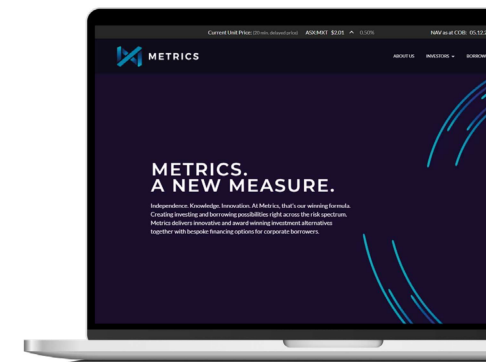 Current Unit Price: (20 min. delayed price) ASX:MXT $2.01 0.50% NAV as at COB: 05.12.2
METRICS
ABOUT US INVESTORS BORROW
METRICS.
A NEW MEASURE.
Independence. Knowledge. Innovation. At Metrics, that's our winning formula.
Creating investing and borrowing possibilities right across the risk spectrum.
Metrics delivers innovative and award winning investment alternatives
together with bespoke financing options for corporate borrowers.